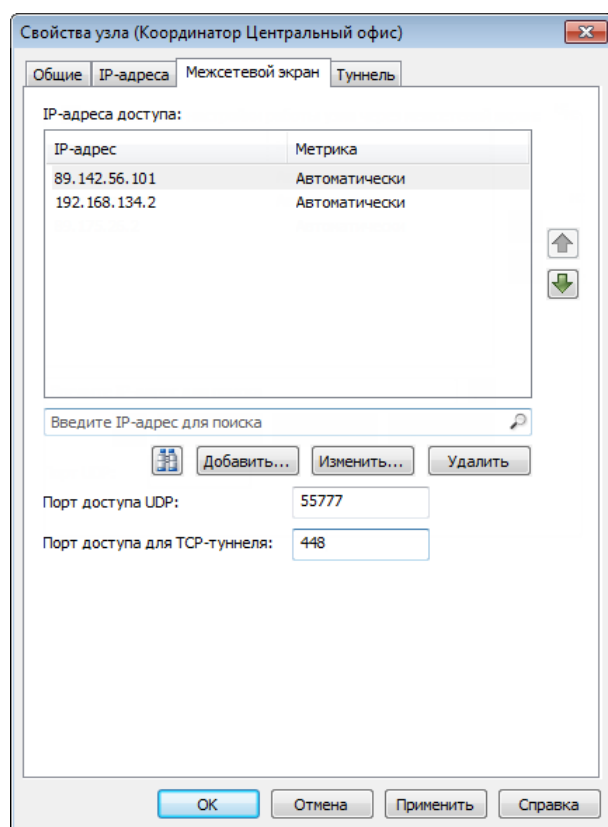 Свойства узла (Координатор Центральный офис)
Общие IP-адреса Межсетевой экран Туннель
IP-адреса доступа:
IP-адрес Метрика
89.142.56.101 Автоматически
192.168.134.2 Автоматически
Введите IP-адрес для поиска
Добавить... Изменить... Удалить
Порт доступа UDP: 55777
Порт доступа для TCP-туннеля: 448
ОК Отмена Применить Справка